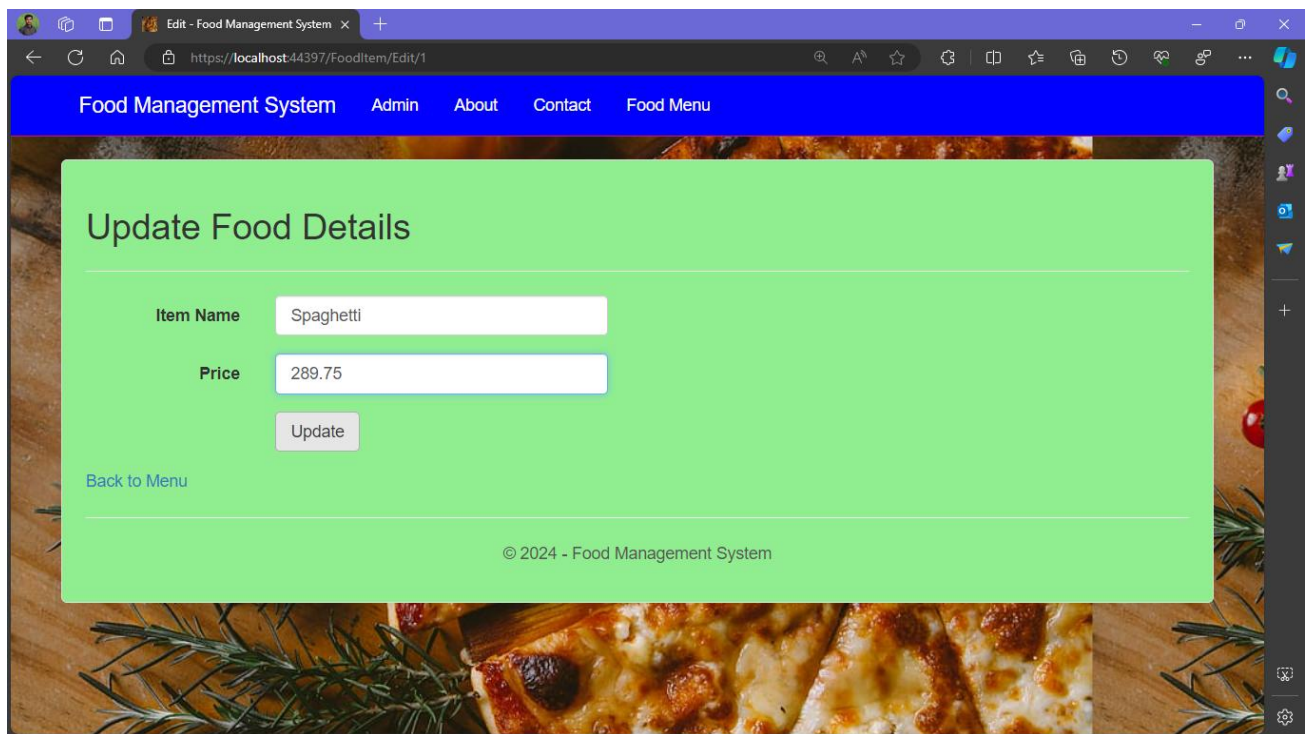 Edit - Food Management System
https://localhost:44397/FoodItem/Edit/1
Food Management System Admin About Contact Food Menu
Update Food Details
Item Name Spaghetti
Price 289.75
Update
Back to Menu
© 2024 - Food Management System